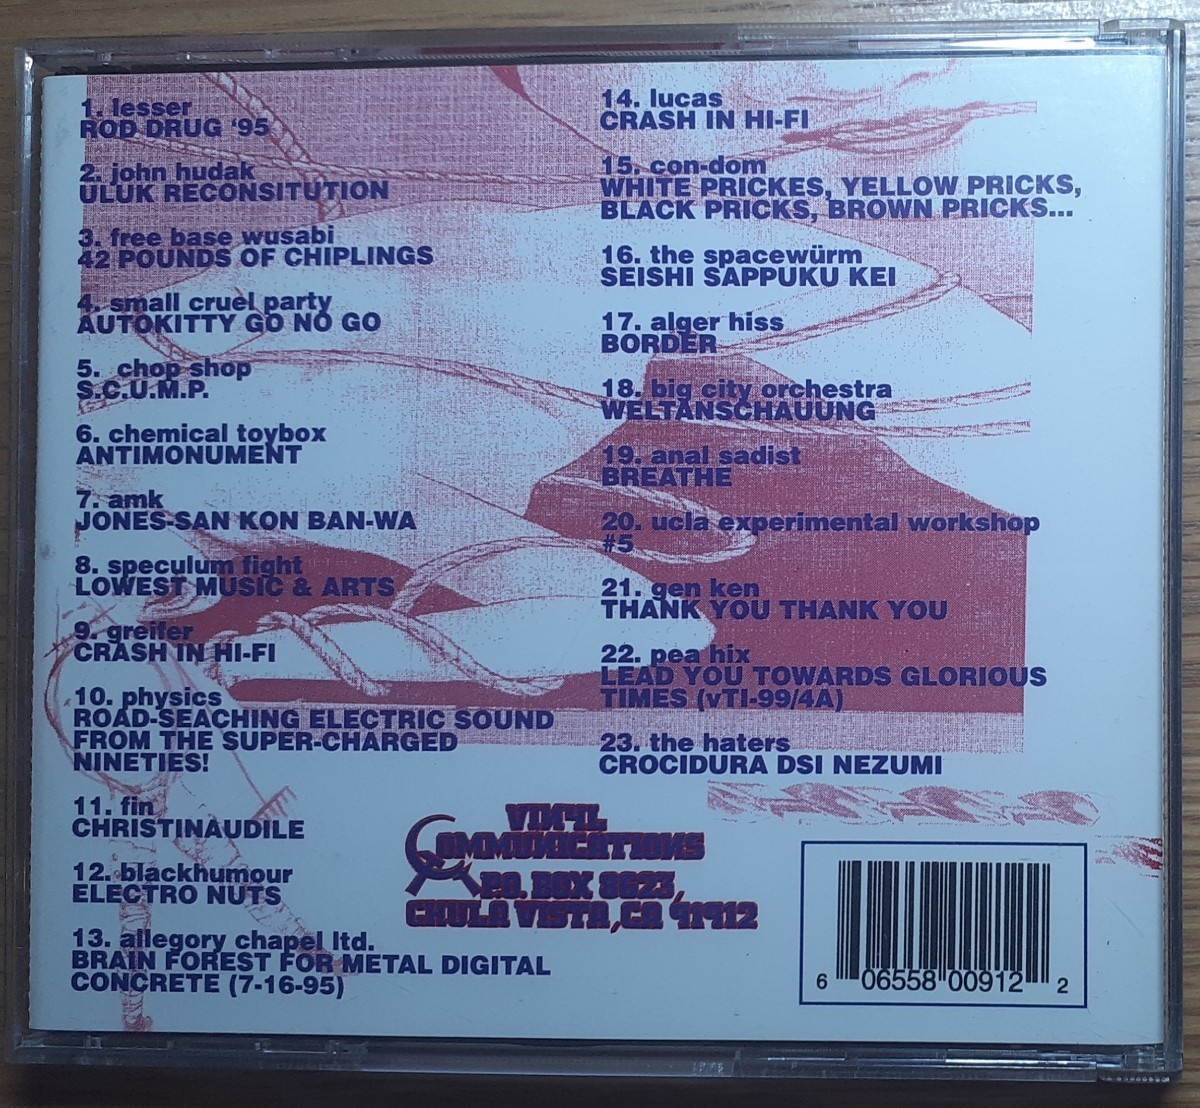 1. lesser
ROD DRUG '95
2. john hudak
ULUK RECONSITUTION
3. free base wusabi
42 POUNDS OF CHIPLINGS
4. small cruel party
AUTOKITTY GO NO GO
5. chop shop
S.C.U.M.P.
6. chemical toybox
ANTIMONUMENT
7. amk
JONES-SAN KON BAN-WA
8. speculum fight
LOWEST MUSIC & ARTS
9. greifer
CRASH IN HI-FI
10. physics
ROAD-SEACHING ELECTRIC SOUND
FROM THE SUPER-CHARGED
NINETIES!
11. fin
CHRISTINAUDILE
12. blackhumour
ELECTRO NUTS
13. allegory chapel ltd.
BRAIN FOREST FOR METAL DIGITAL
CONCRETE (7-16-95)
14. lucas
CRASH IN HI-FI
15. con-dom
WHITE PRICKES, YELLOW PRICKS,
BLACK PRICKS, BROWN PRICKS...
16. the spacewürm
SEISHI SAPPUKU KEI
17. alger hiss
BORDER
18. big city orchestra
WELTANSCHAUUNG
19. anal sadist
BREATHE
20. ucla experimental workshop
#5
21. gen ken
THANK YOU THANK YOU
22. pea hix
LEAD YOU TOWARDS GLORIOUS
TIMES (vTI-99/4A)
23. the haters
CROCIDURA DSI NEZUMI
VINYL
COMMUNICATIONS
P.O. BOX 8623,
CHULA VISTA, CA 91912
6 06558 00912 2